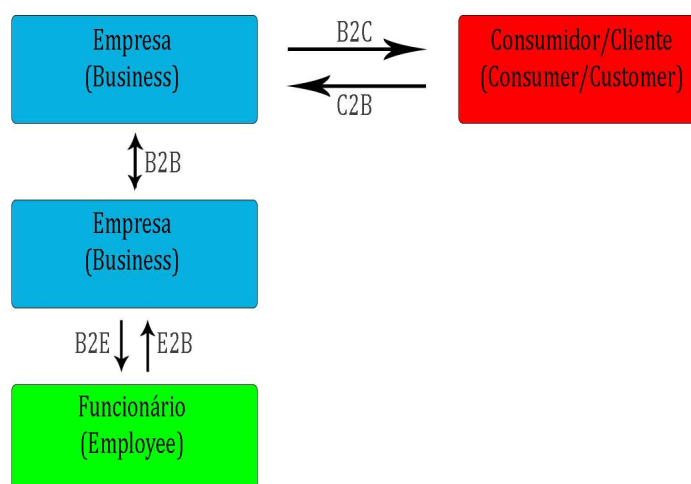 Empresa
(Business)
B2C
C2B
Consumidor/Cliente
(Consumer/Customer)
B2B
Empresa
(Business)
B2E
E2B
Funcionário
(Employee)